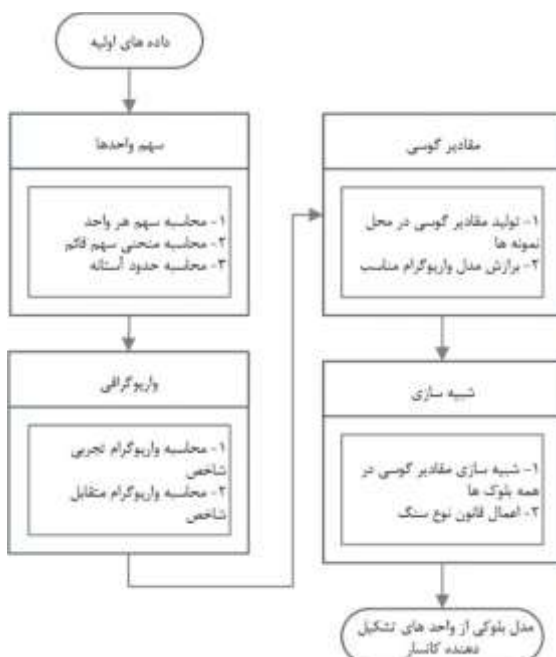 داده های اولیه
سهم واحدها
۱- محاسبه سهم هر واحد
۲- محاسبه منحنی سهم قائم
۳- محاسبه حدود آستانه
واریوگرافی
۱- محاسبه واریوگرام تجربی
شاخص
۲- محاسبه واریوگرام متقابل
شاخص
مقادیر گوسی
۱- تولید مقادیر گوسی در محل
نمونه ها
۲- برازش مدل واریوگرام مناسب
شبیه سازی
۱- شبیه سازی مقادیر گوسی در
همه بلوک ها
۲- اعمال قانون نوع سنگ
مدل بلوکی از واحد های تشکیل
دهنده کانسار